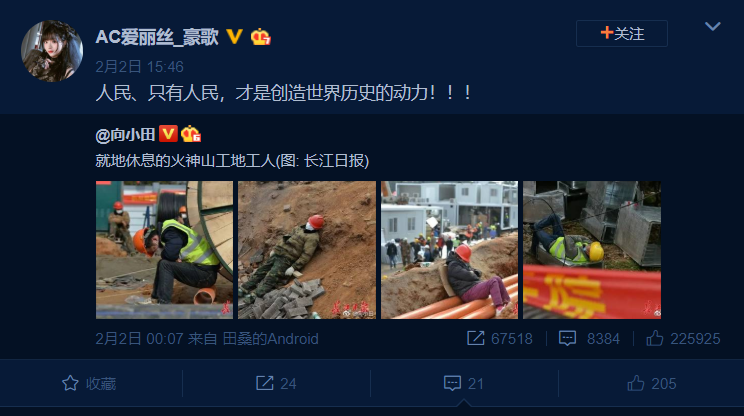 AC爱丽丝_豪歌
+关注
2月2日 15:46
人民、只有人民，才是创造世界历史的动力！！！
@向小田
就地休息的火神山工地工人(图: 长江日报)
2月2日 00:07 来自 田燊的Android
67518
8384
225925
收藏
24
21
205